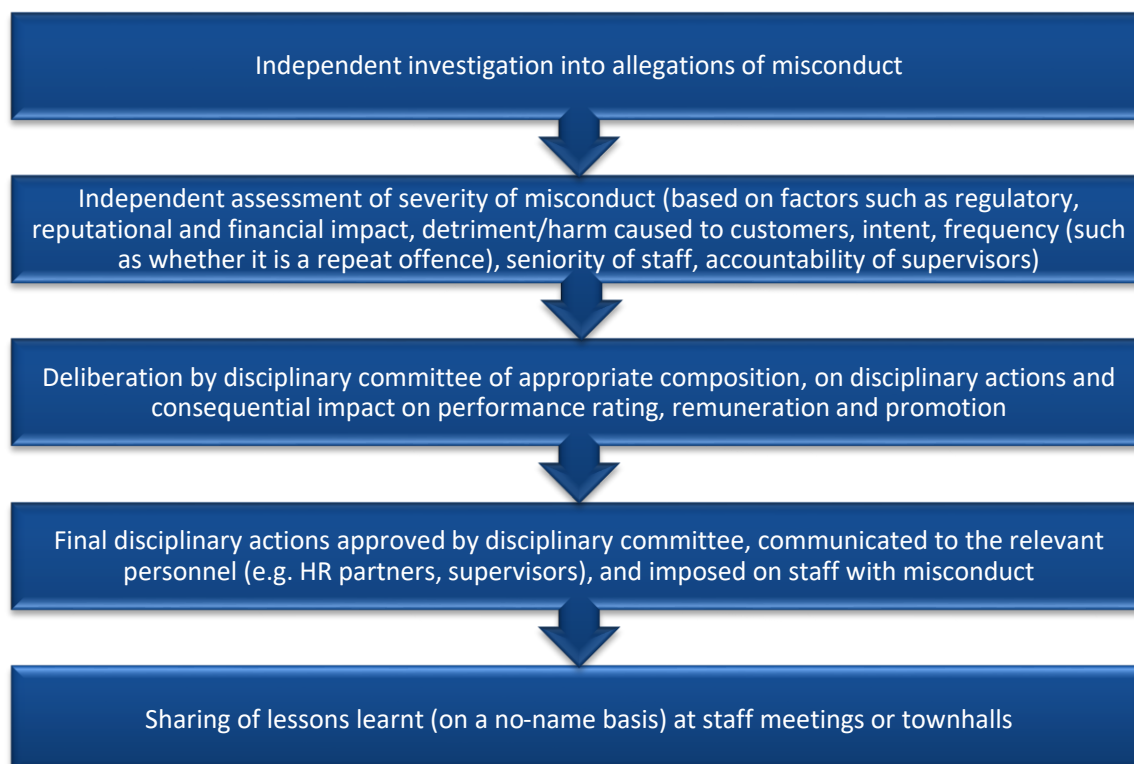 Independent investigation into allegations of misconduct
Independent assessment of severity of misconduct (based on factors such as regulatory,
reputational and financial impact, detriment/harm caused to customers, intent, frequency (such
as whether it is a repeat offence), seniority of staff, accountability of supervisors)
Deliberation by disciplinary committee of appropriate composition, on disciplinary actions and
consequential impact on performance rating, remuneration and promotion
Final disciplinary actions approved by disciplinary committee, communicated to the relevant
personnel (e.g. HR partners, supervisors), and imposed on staff with misconduct
Sharing of lessons learnt (on a no-name basis) at staff meetings or townhalls